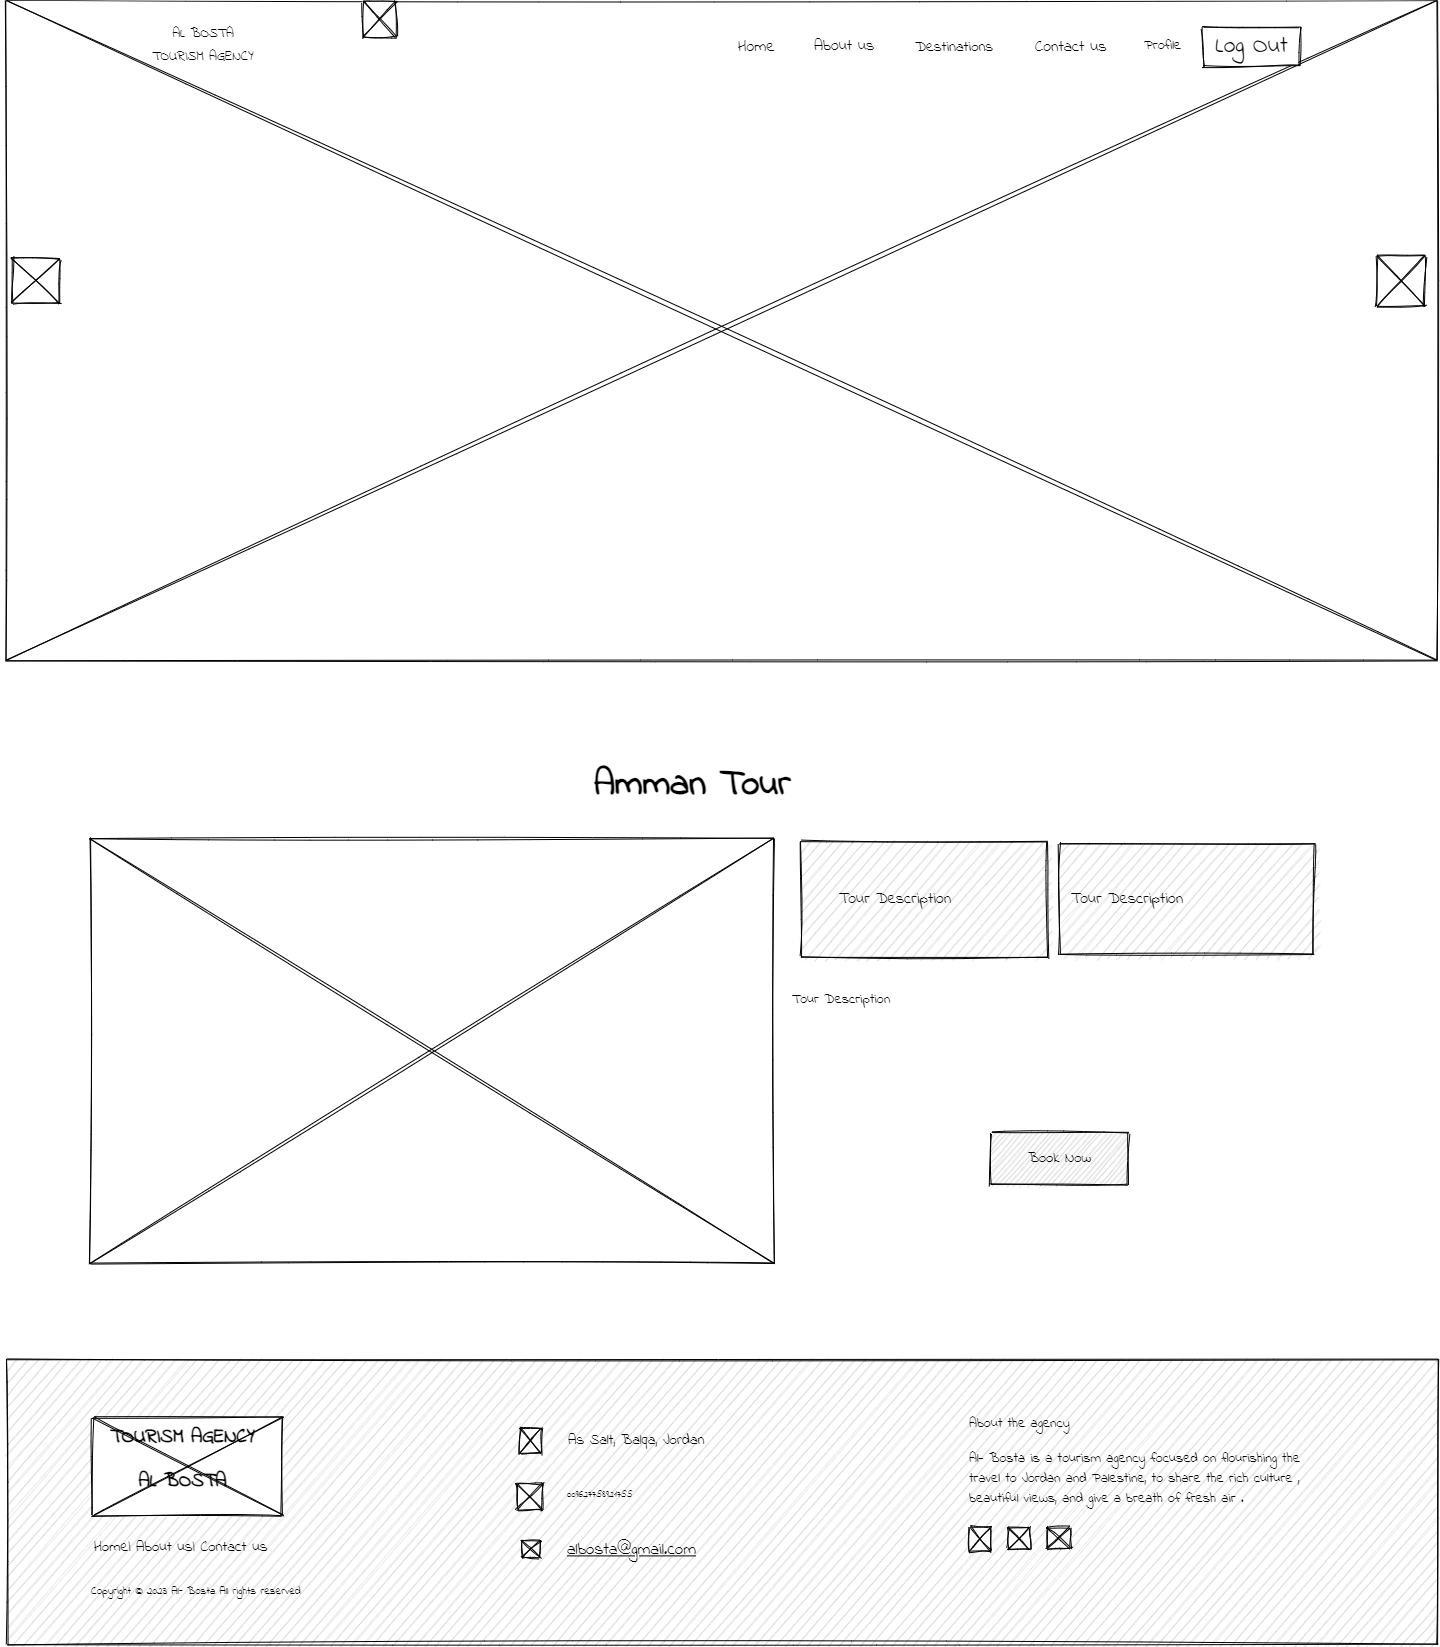 AL BOSTA
TOURISM AGENCY
Home
About us
Destinations
Contact us
Profile
Log Out
Amman Tour
Tour Description
Tour Description
Tour Description
Book Now
TOURISM AGENCY
AL BOSTA
Home| About us| Contact us
Copyright © 2023 Al- Bosta All rights reserved
As Salt, Balqa, Jordan
albosta@gmail.com
About the agency
Al- Bosta is a tourism agency focused on flourishing the
travel to Jordan and Palestine, to share the rich culture ,
beautiful views, and give a breath of fresh air .